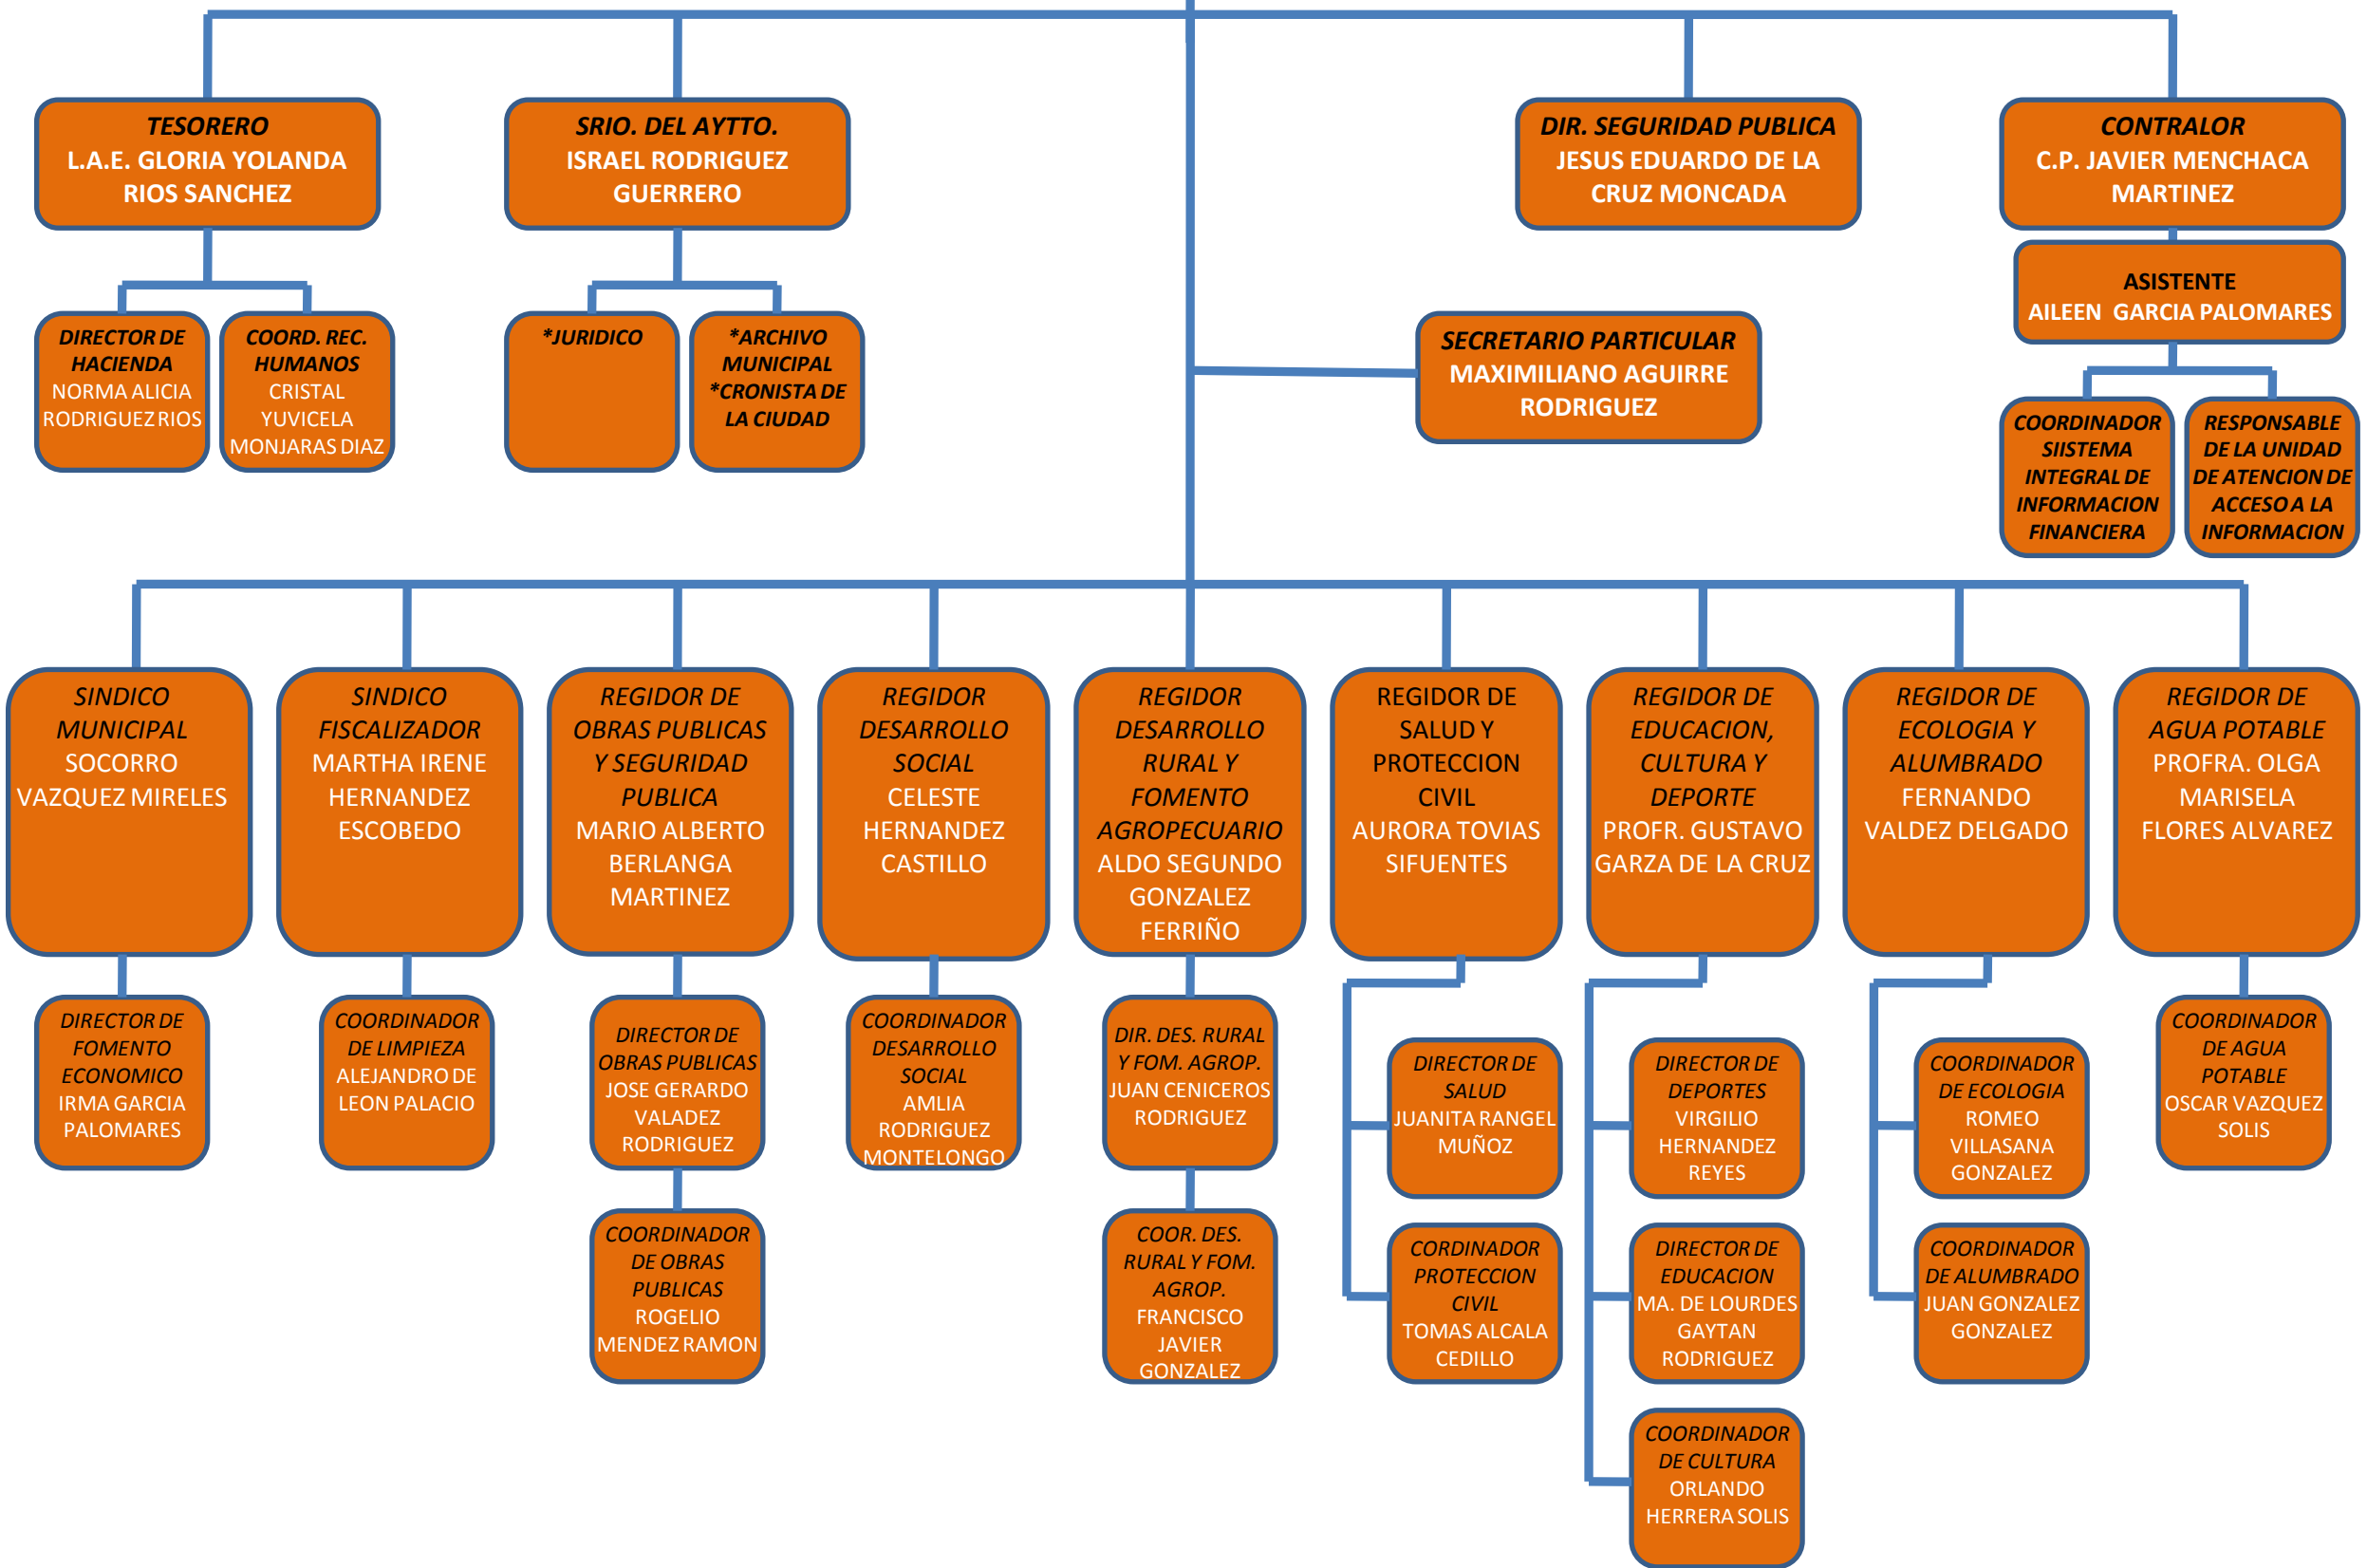 TESORERO
L.A.E. GLORIA YOLANDA
RIOS SANCHEZ
SRIO. DEL AYTTO.
ISRAEL RODRIGUEZ
GUERRERO
DIR. SEGURIDAD PUBLICA
JESUS EDUARDO DE LA
CRUZ MONCADA
CONTRALOR
C.P. JAVIER MENCHACA
MARTINEZ
ASISTENTE
AILEEN GARCIA PALOMARES
DIRECTOR DE
HACIENDA
NORMA ALICIA
RODRIGUEZ RIOS
COORD. REC.
HUMANOS
CRISTAL
YUVICELA
MONJARAS DIAZ
*JURIDICO
*ARCHIVO
MUNICIPAL
*CRONISTA DE
LA CIUDAD
SECRETARIO PARTICULAR
MAXIMILIANO AGUIRRE
RODRIGUEZ
COORDINADOR
SIISTEMA
INTEGRAL DE
INFORMACION
FINANCIERA
RESPONSABLE
DE LA UNIDAD
DE ATENCION DE
ACCESO A LA
INFORMACION
SINDICO
MUNICIPAL
SOCORRO
VAZQUEZ MIRELES
SINDICO
FISCALIZADOR
MARTHA IRENE
HERNANDEZ
ESCOBEDO
REGIDOR DE
OBRAS PUBLICAS
Y SEGURIDAD
PUBLICA
MARIO ALBERTO
BERLANGA
MARTINEZ
REGIDOR
DESARROLLO
SOCIAL
CELESTE
HERNANDEZ
CASTILLO
REGIDOR
DESARROLLO
RURAL Y
FOMENTO
AGROPECUARIO
ALDO SEGUNDO
GONZALEZ
FERRIÑO
REGIDOR DE
SALUD Y
PROTECCION
CIVIL
AURORA TOVIAS
SIFUENTES
REGIDOR DE
EDUCACION,
CULTURA Y
DEPORTE
PROFR. GUSTAVO
GARZA DE LA CRUZ
REGIDOR DE
ECOLOGIA Y
ALUMBRADO
FERNANDO
VALDEZ DELGADO
REGIDOR DE
AGUA POTABLE
PROFRA. OLGA
MARISELA
FLORES ALVAREZ
DIRECTOR DE
FOMENTO
ECONOMICO
IRMA GARCIA
PALOMARES
COORDINADOR
DE LIMPIEZA
ALEJANDRO DE
LEON PALACIO
DIRECTOR DE
OBRAS PUBLICAS
JOSE GERARDO
VALADEZ
RODRIGUEZ
COORDINADOR
DESARROLLO
SOCIAL
AMLIA
RODRIGUEZ
MONTELONGO
DIR. DES. RURAL
Y FOM. AGROP.
JUAN CENICEROS
RODRIGUEZ
DIRECTOR DE
SALUD
JUANITA RANGEL
MUÑOZ
DIRECTOR DE
DEPORTES
VIRGILIO
HERNANDEZ
REYES
COORDINADOR
DE ECOLOGIA
ROMEO
VILLASANA
GONZALEZ
COORDINADOR
DE AGUA
POTABLE
OSCAR VAZQUEZ
SOLIS
COORDINADOR
DE OBRAS
PUBLICAS
ROGELIO
MENDEZ RAMON
COOR. DES.
RURAL Y FOM.
AGROP.
FRANCISCO
JAVIER
GONZALEZ
CORDINADOR
PROTECCION
CIVIL
TOMAS ALCALA
CEDILLO
DIRECTOR DE
EDUCACION
MA. DE LOURDES
GAYTAN
RODRIGUEZ
COORDINADOR
DE ALUMBRADO
JUAN GONZALEZ
GONZALEZ
COORDINADOR
DE CULTURA
ORLANDO
HERRERA SOLIS